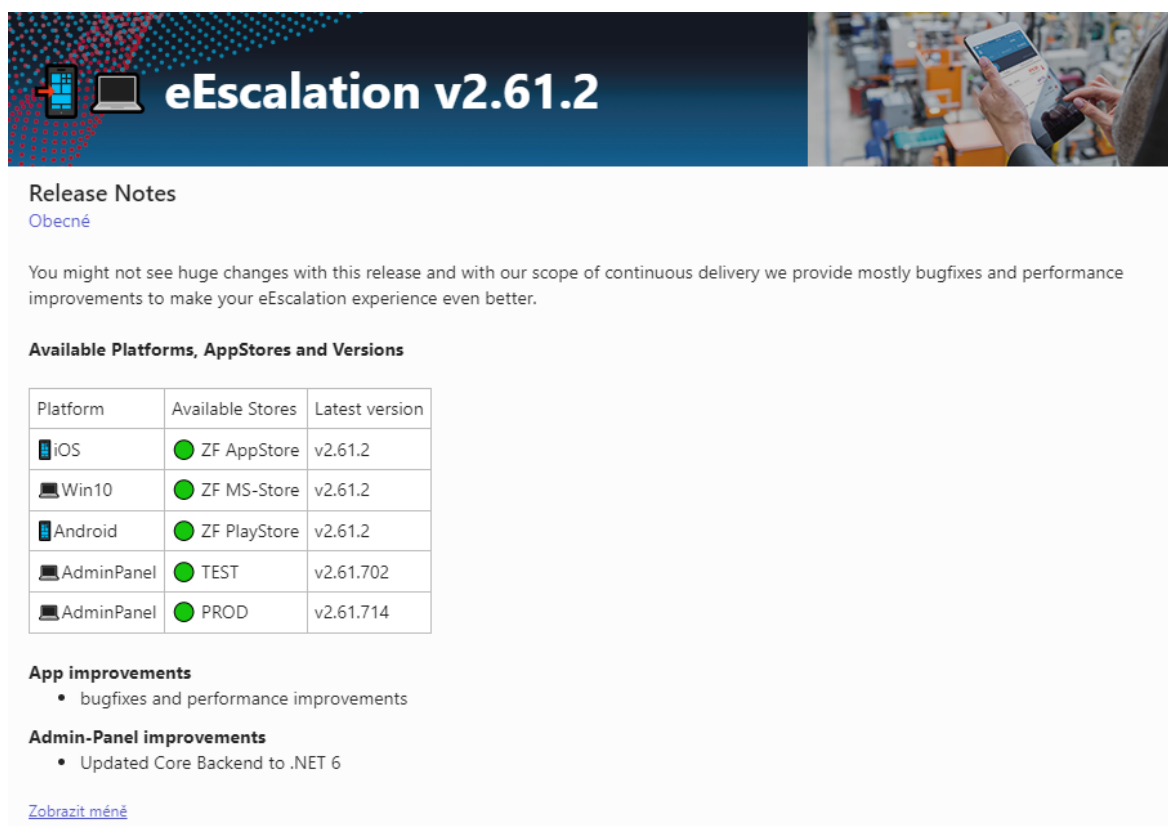 eEscalation v2.61.2
Release Notes
Obecné
You might not see huge changes with this release and with our scope of continuous delivery we provide mostly bugfixes and performance
improvements to make your eEscalation experience even better.
Available Platforms, AppStores and Versions
Platform Available Stores Latest version
iOS ZF AppStore v2.61.2
Win10 ZF MS-Store v2.61.2
Android ZF PlayStore v2.61.2
AdminPanel TEST v2.61.702
AdminPanel PROD v2.61.714
App improvements
• bugfixes and performance improvements
Admin-Panel improvements
• Updated Core Backend to .NET 6
Zobrazit méně